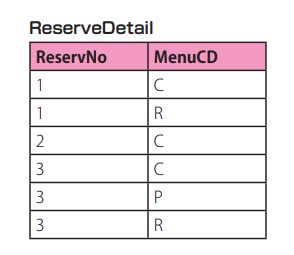 ReserveDetail
ReservNo MenuCD
1 C
1 R
2 C
3 C
3 P
3 R